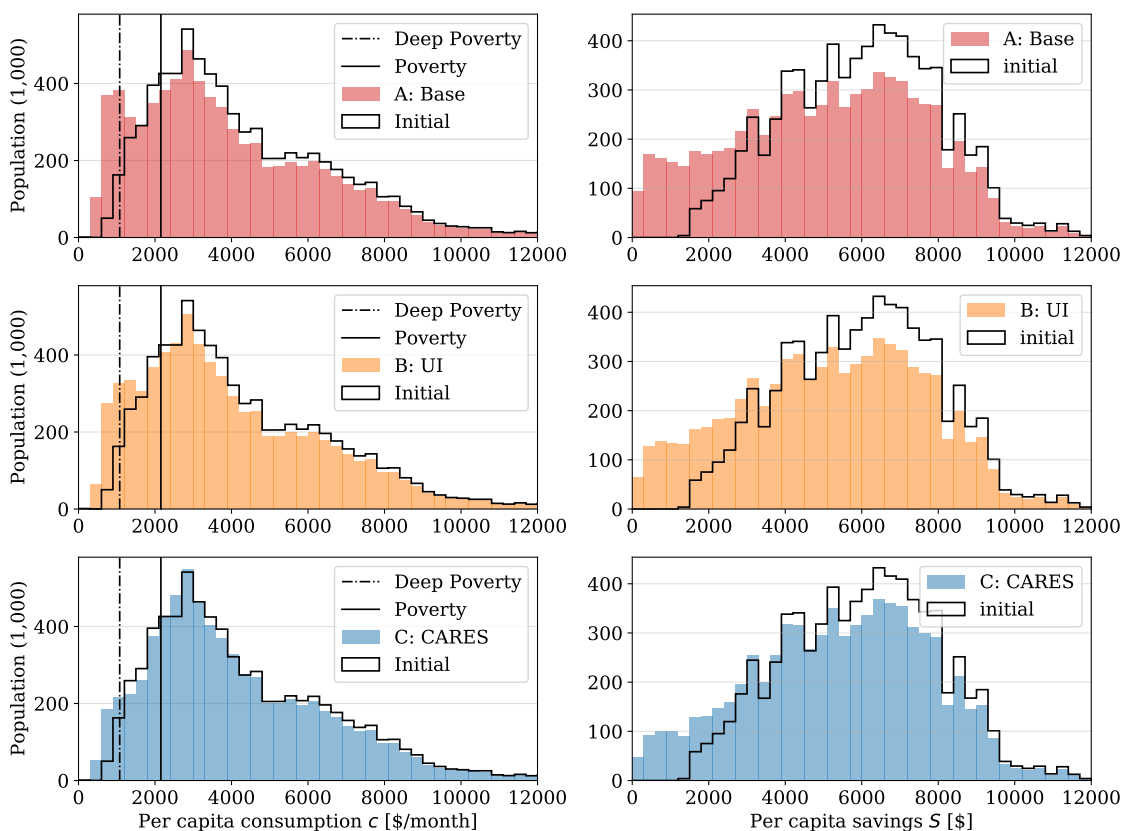 Population (1,000)
400
200
0
0 2000 4000 6000 8000 10000 12000
Deep Poverty
Poverty
A: Base
Initial
400
300
200
100
0
0 2000 4000 6000 8000 10000 12000
A: Base
initial
Population (1,000)
400
200
0
0 2000 4000 6000 8000 10000 12000
Deep Poverty
Poverty
B: UI
Initial
400
300
200
100
0
0 2000 4000 6000 8000 10000 12000
B: UI
initial
Population (1,000)
400
200
0
0 2000 4000 6000 8000 10000 12000
Per capita consumption c [$/month]
Deep Poverty
Poverty
C: CARES
Initial
400
300
200
100
0
0 2000 4000 6000 8000 10000 12000
Per capita savings S [$]
C: CARES
initial